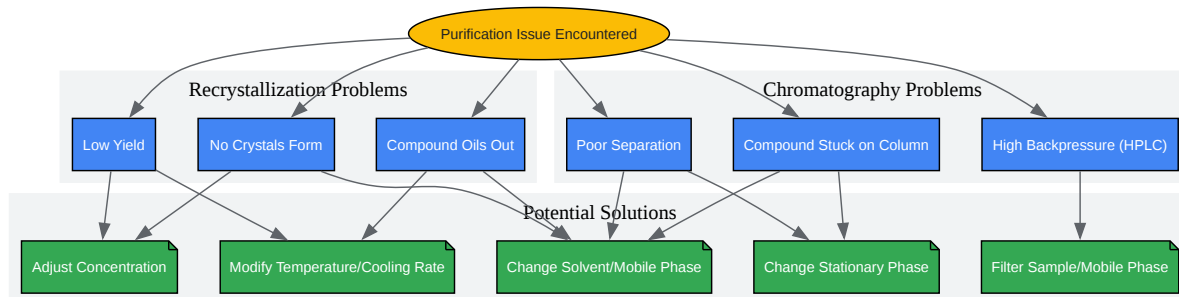 Purification Issue Encountered
Recrystallization Problems
Chromatography Problems
Low Yield
No Crystals Form
Compound Oils Out
Poor Separation
Compound Stuck on Column
High Backpressure (HPLC)
Potential Solutions
Adjust Concentration
Modify Temperature/Cooling Rate
Change Solvent/Mobile Phase
Change Stationary Phase
Filter Sample/Mobile Phase